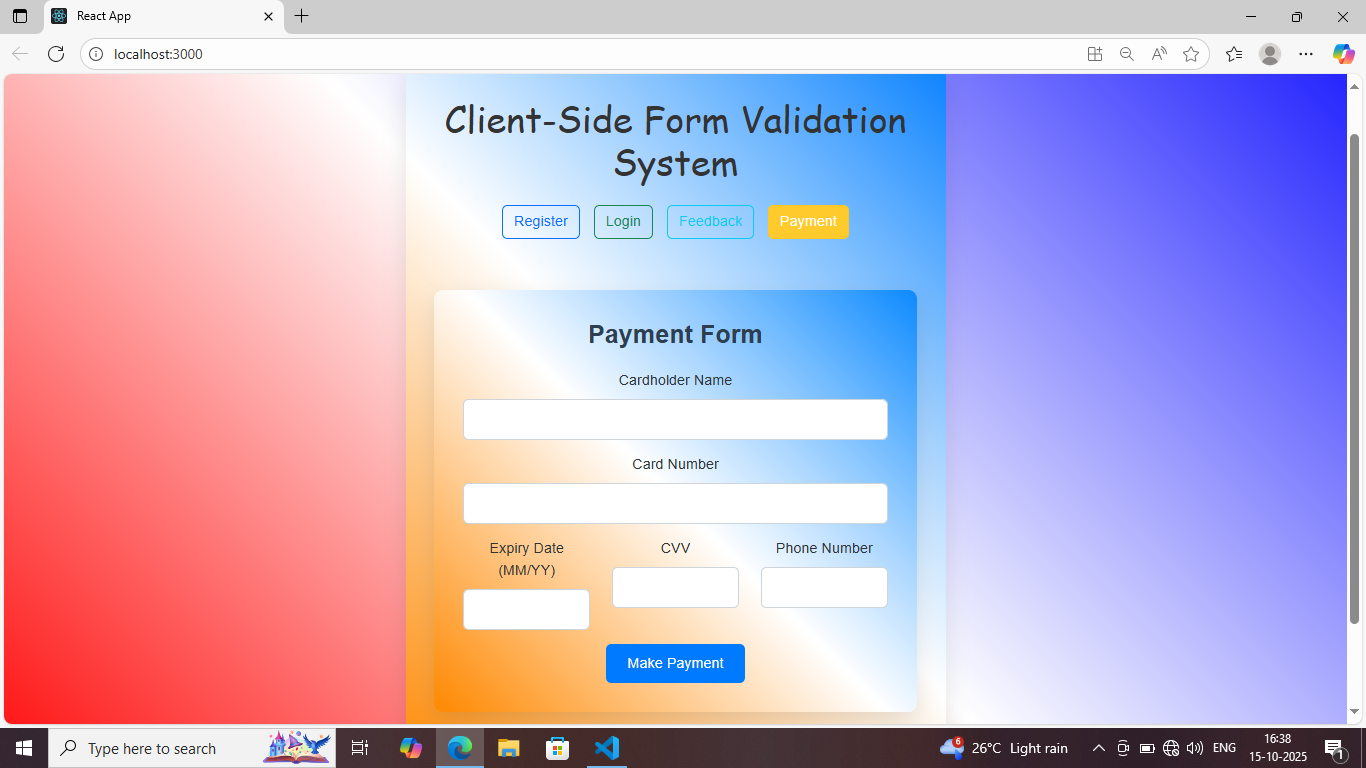 React App
localhost:3000
Client-Side Form Validation
System
Register Login Feedback Payment
Payment Form
Cardholder Name
Card Number
Expiry Date
(MM/YY)
CVV
Phone Number
Make Payment
Type here to search
6
26°C Light rain
ENG
16:38
15-10-2025
1